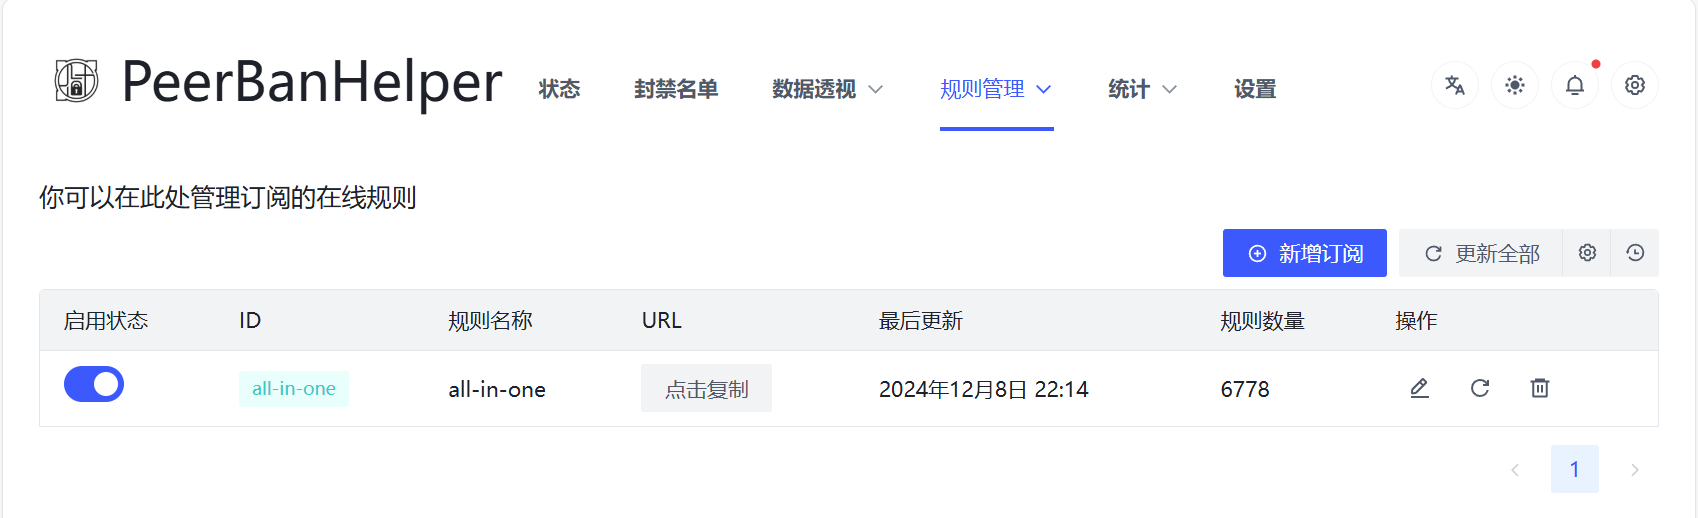 PeerBanHelper 状态 封禁名单 数据透视 规则管理 统计 设置
你可以在此处管理订阅的在线规则
新增订阅 更新全部
启用状态 ID 规则名称 URL 最后更新 规则数量 操作
all-in-one all-in-one 点击复制 2024年12月8日 22:14 6778
1